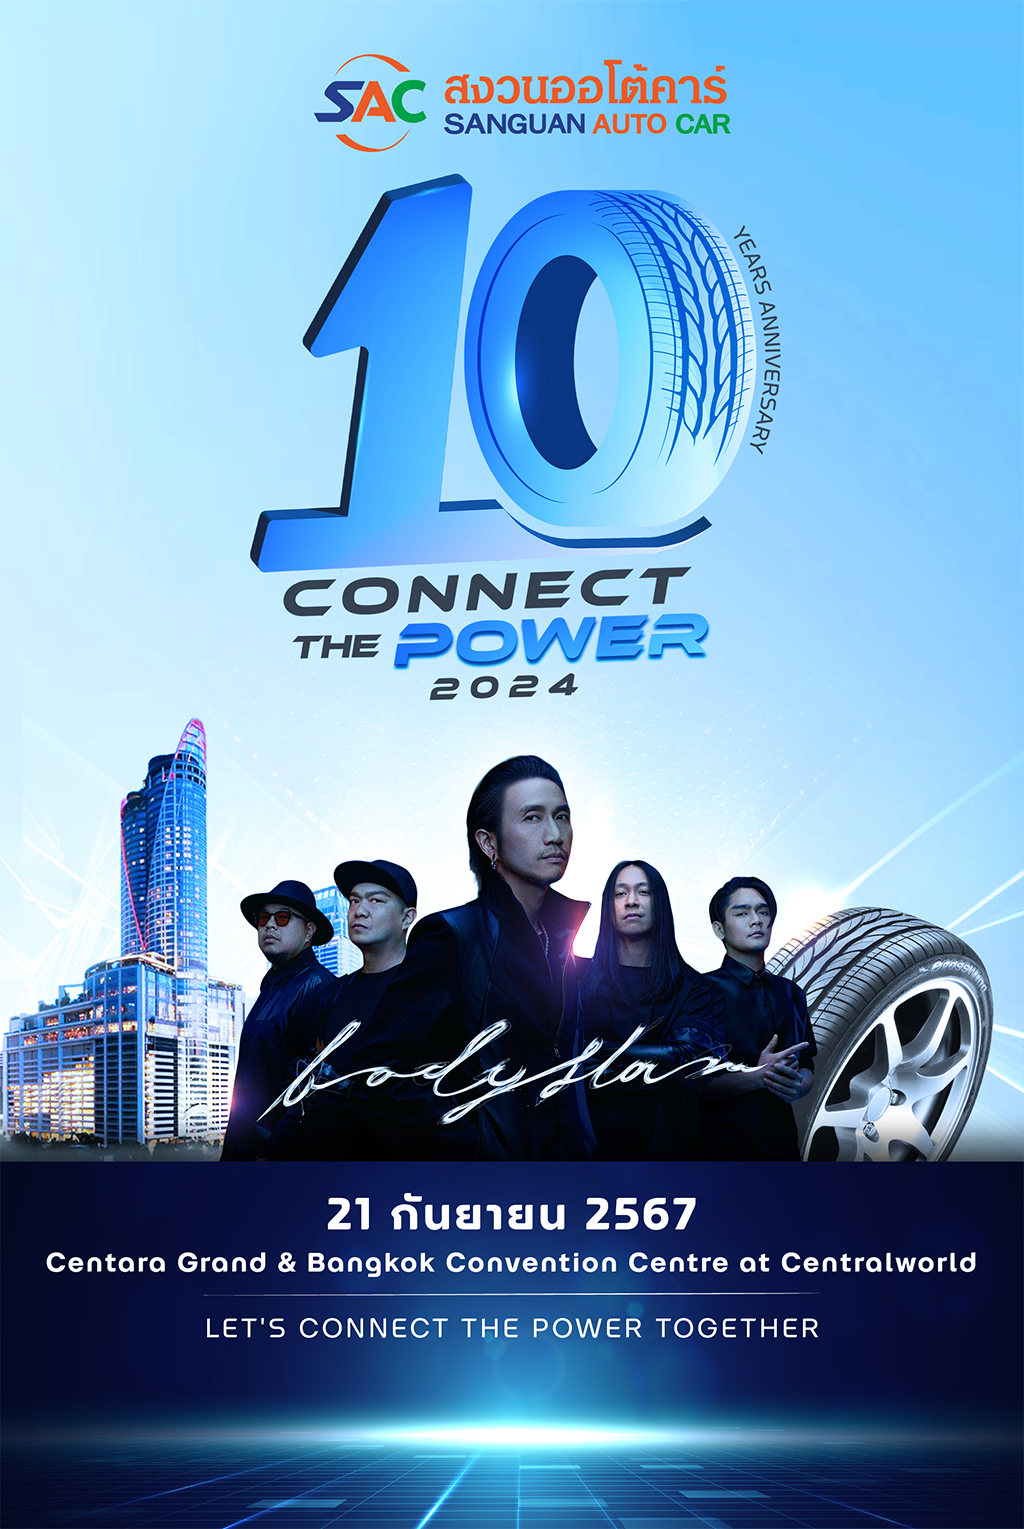 SAC สงวนออโต้คาร์
SANGUAN AUTO CAR
10
YEARS ANNIVERSARY
CONNECT
THE POWER
2024
bodyslam
21 กันยายน 2567
Centara Grand & Bangkok Convention Centre at Centralworld
LET'S CONNECT THE POWER TOGETHER